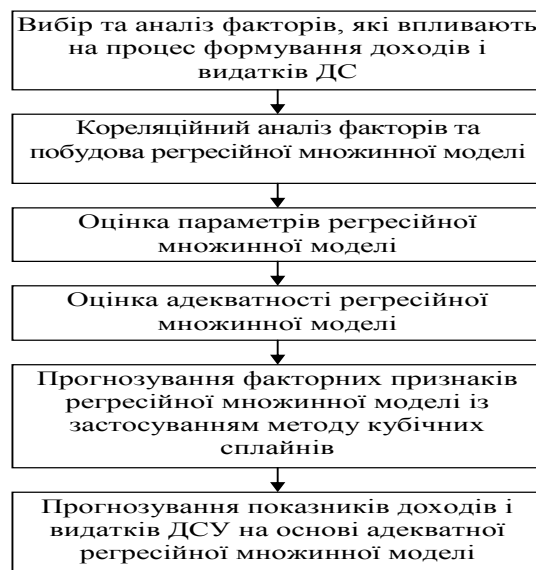 Вибір та аналіз факторів, які впливають
на процес формування доходів і
видатків ДС
Кореляційний аналіз факторів та
побудова регресійної множинної моделі
Оцінка параметрів регресійної
множинної моделі
Оцінка адекватності регресійної
множинної моделі
Прогнозування факторних признаків
регресійної множинної моделі із
застосуванням методу кубічних
сплайнів
Прогнозування показників доходів і
видатків ДСУ на основі адекватної
регресійної множинної моделі